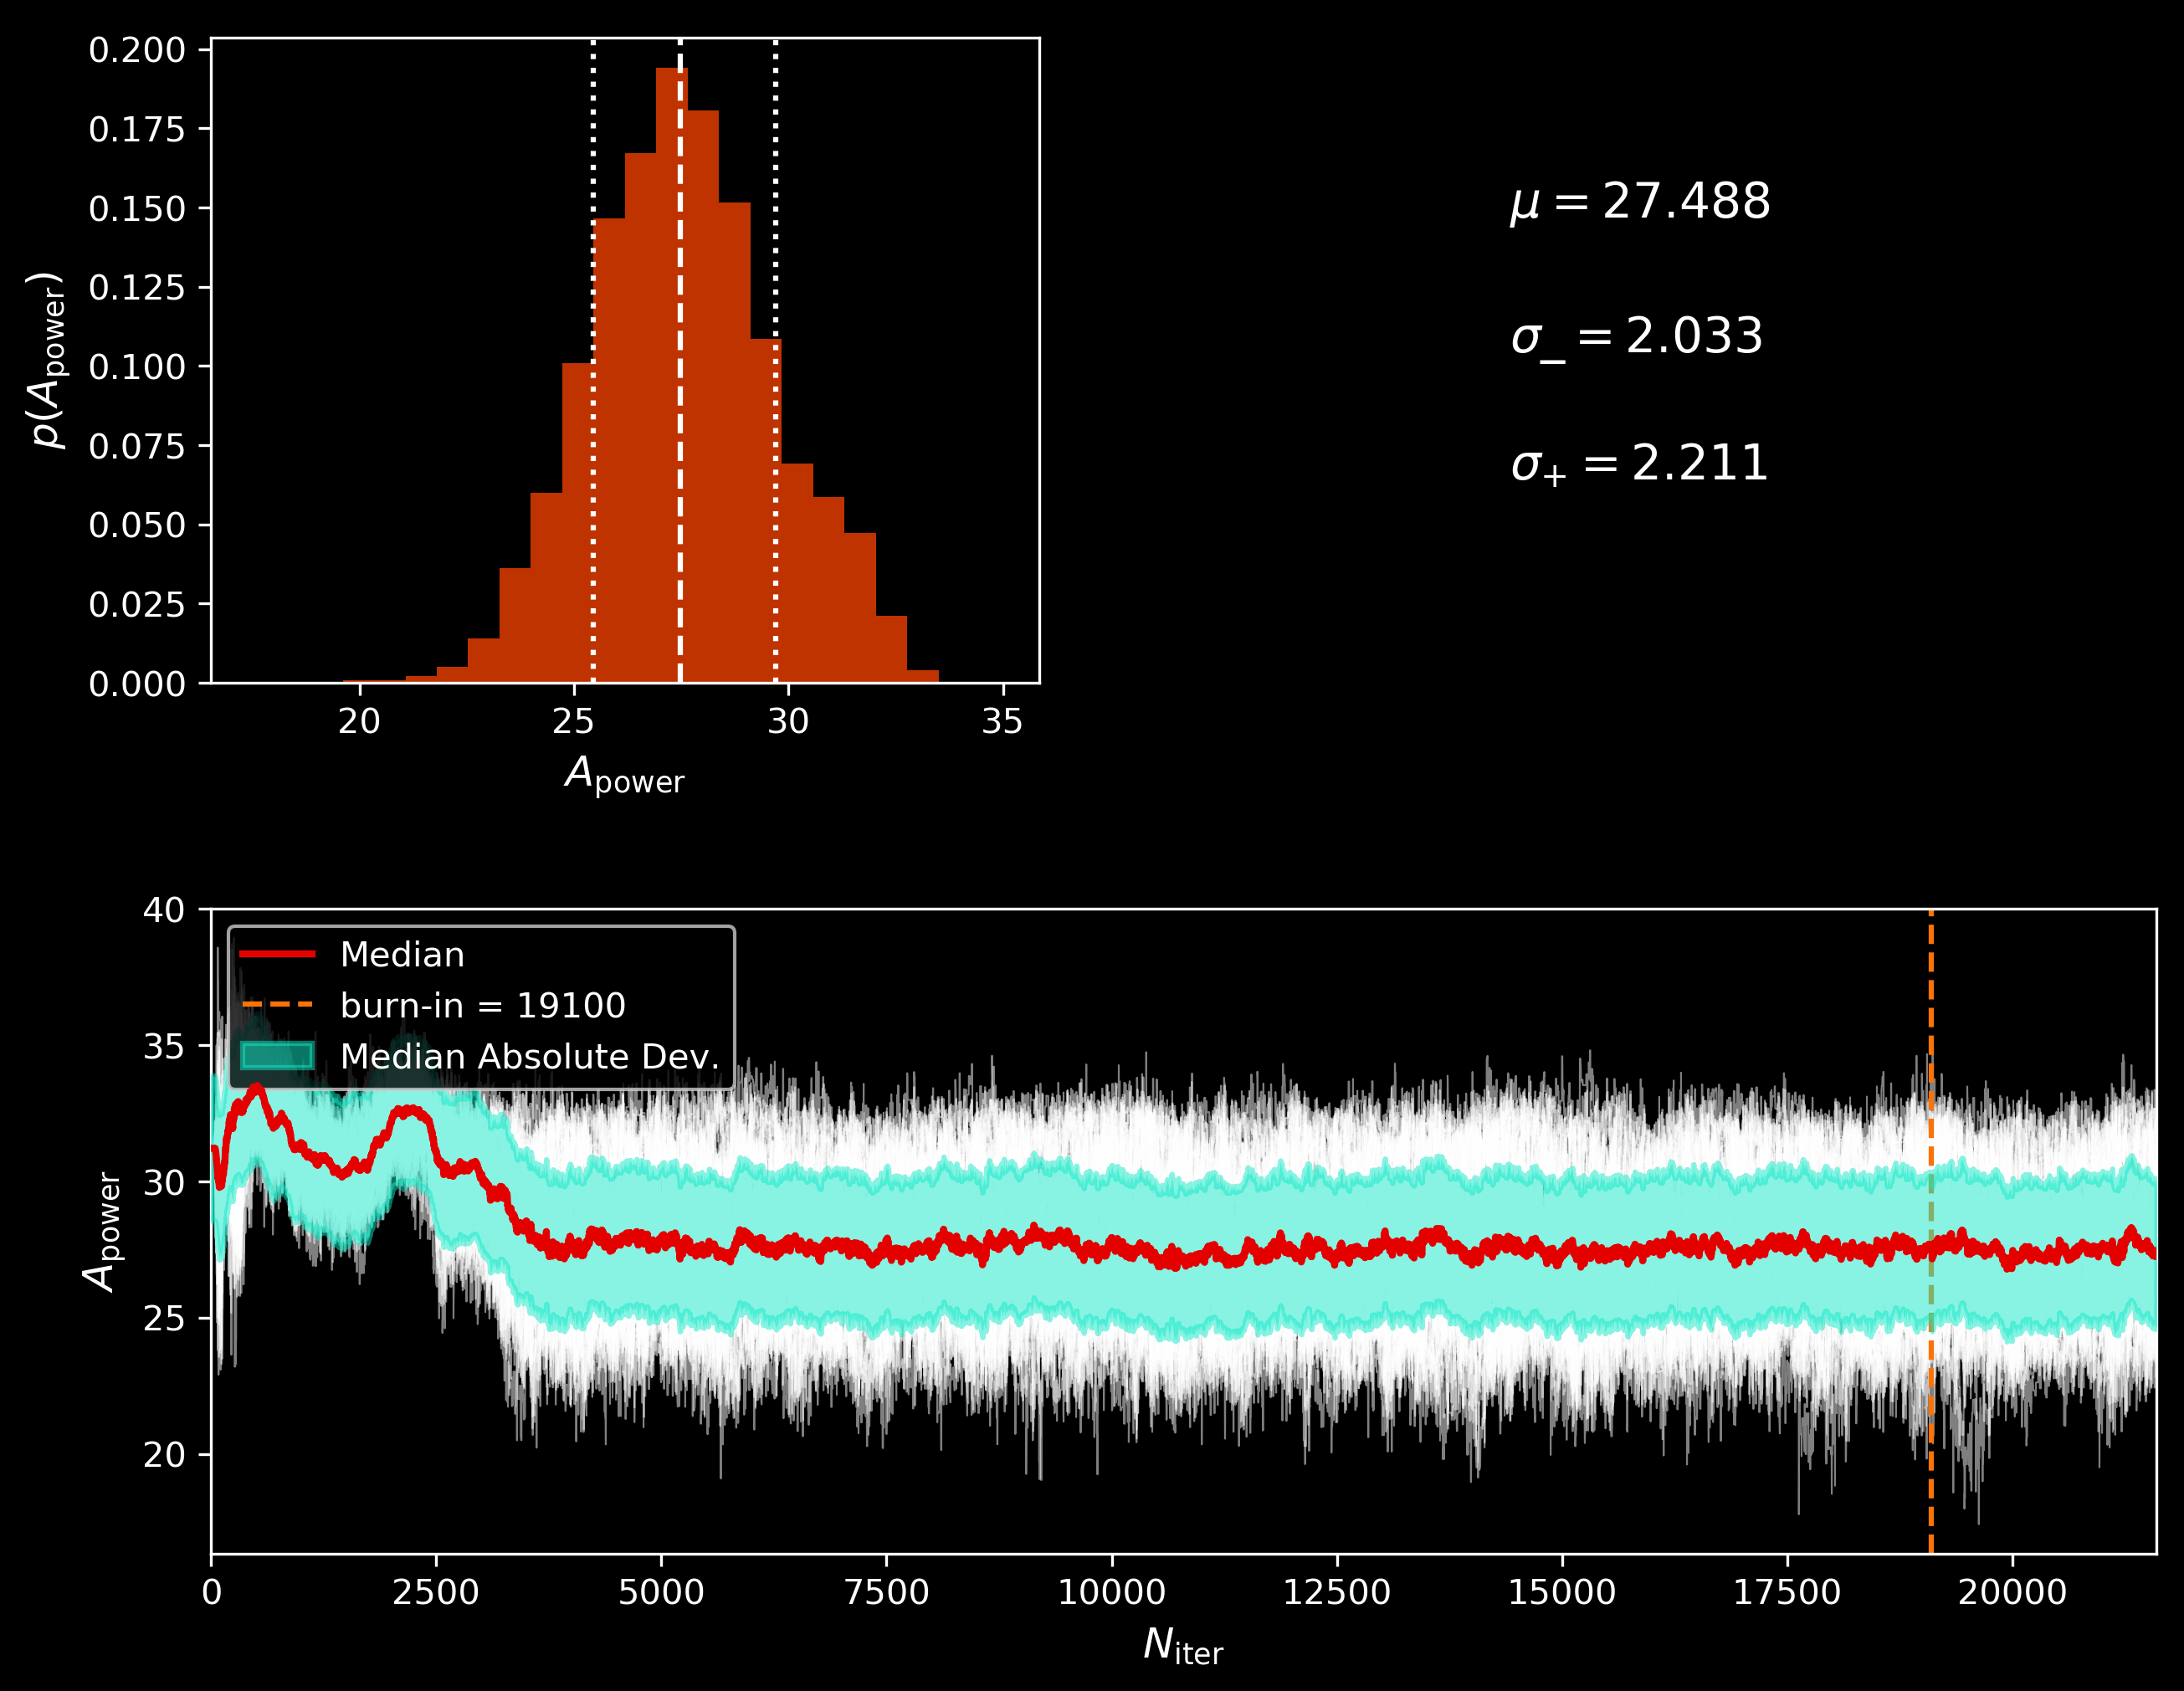 0.200
0.175
0.150
0.125
0.100
0.075
0.050
0.025
0.000
p(A_power)
20 25 30 35
A_power
μ = 27.488
σ_− = 2.033
σ_+ = 2.211
40
35
30
25
20
A_power
Median
burn-in = 19100
Median Absolute Dev.
0 2500 5000 7500 10000 12500 15000 17500 20000
N_iter